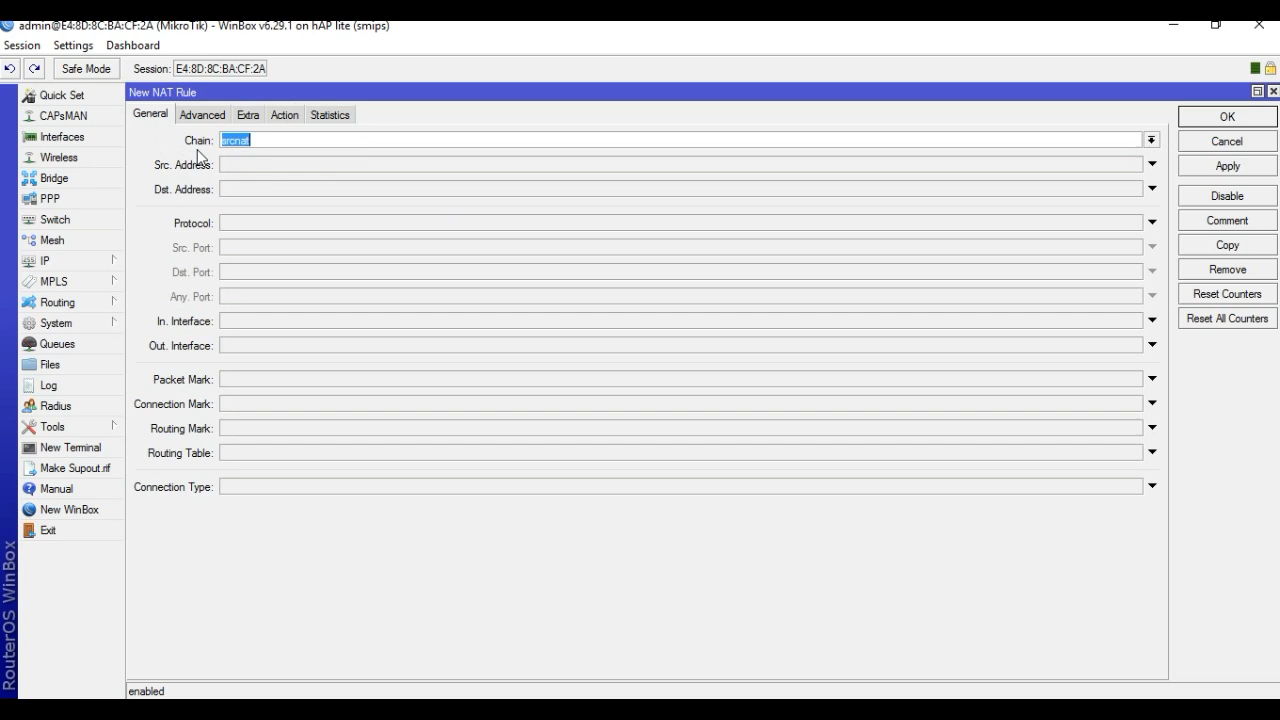 admin@E4:8D:8C:BA:CF:2A (MikroTik) - WinBox v6.29.1 on hAP lite (smips)
Session Settings Dashboard
Safe Mode Session: E4:8D:8C:BA:CF:2A
New NAT Rule
General Advanced Extra Action Statistics
Quick Set
CAPsMAN
Interfaces
Wireless
Bridge
PPP
Switch
Mesh
IP
MPLS
Routing
System
Queues
Files
Log
Radius
Tools
New Terminal
Make Supout.rif
Manual
New WinBox
Exit
RouterOS WinBox
Chain: srcnat
Src. Address:
Dst. Address:
Protocol:
Src. Port:
Dst. Port:
Any. Port:
In. Interface:
Out. Interface:
Packet Mark:
Connection Mark:
Routing Mark:
Routing Table:
Connection Type:
OK
Cancel
Apply
Disable
Comment
Copy
Remove
Reset Counters
Reset All Counters
enabled